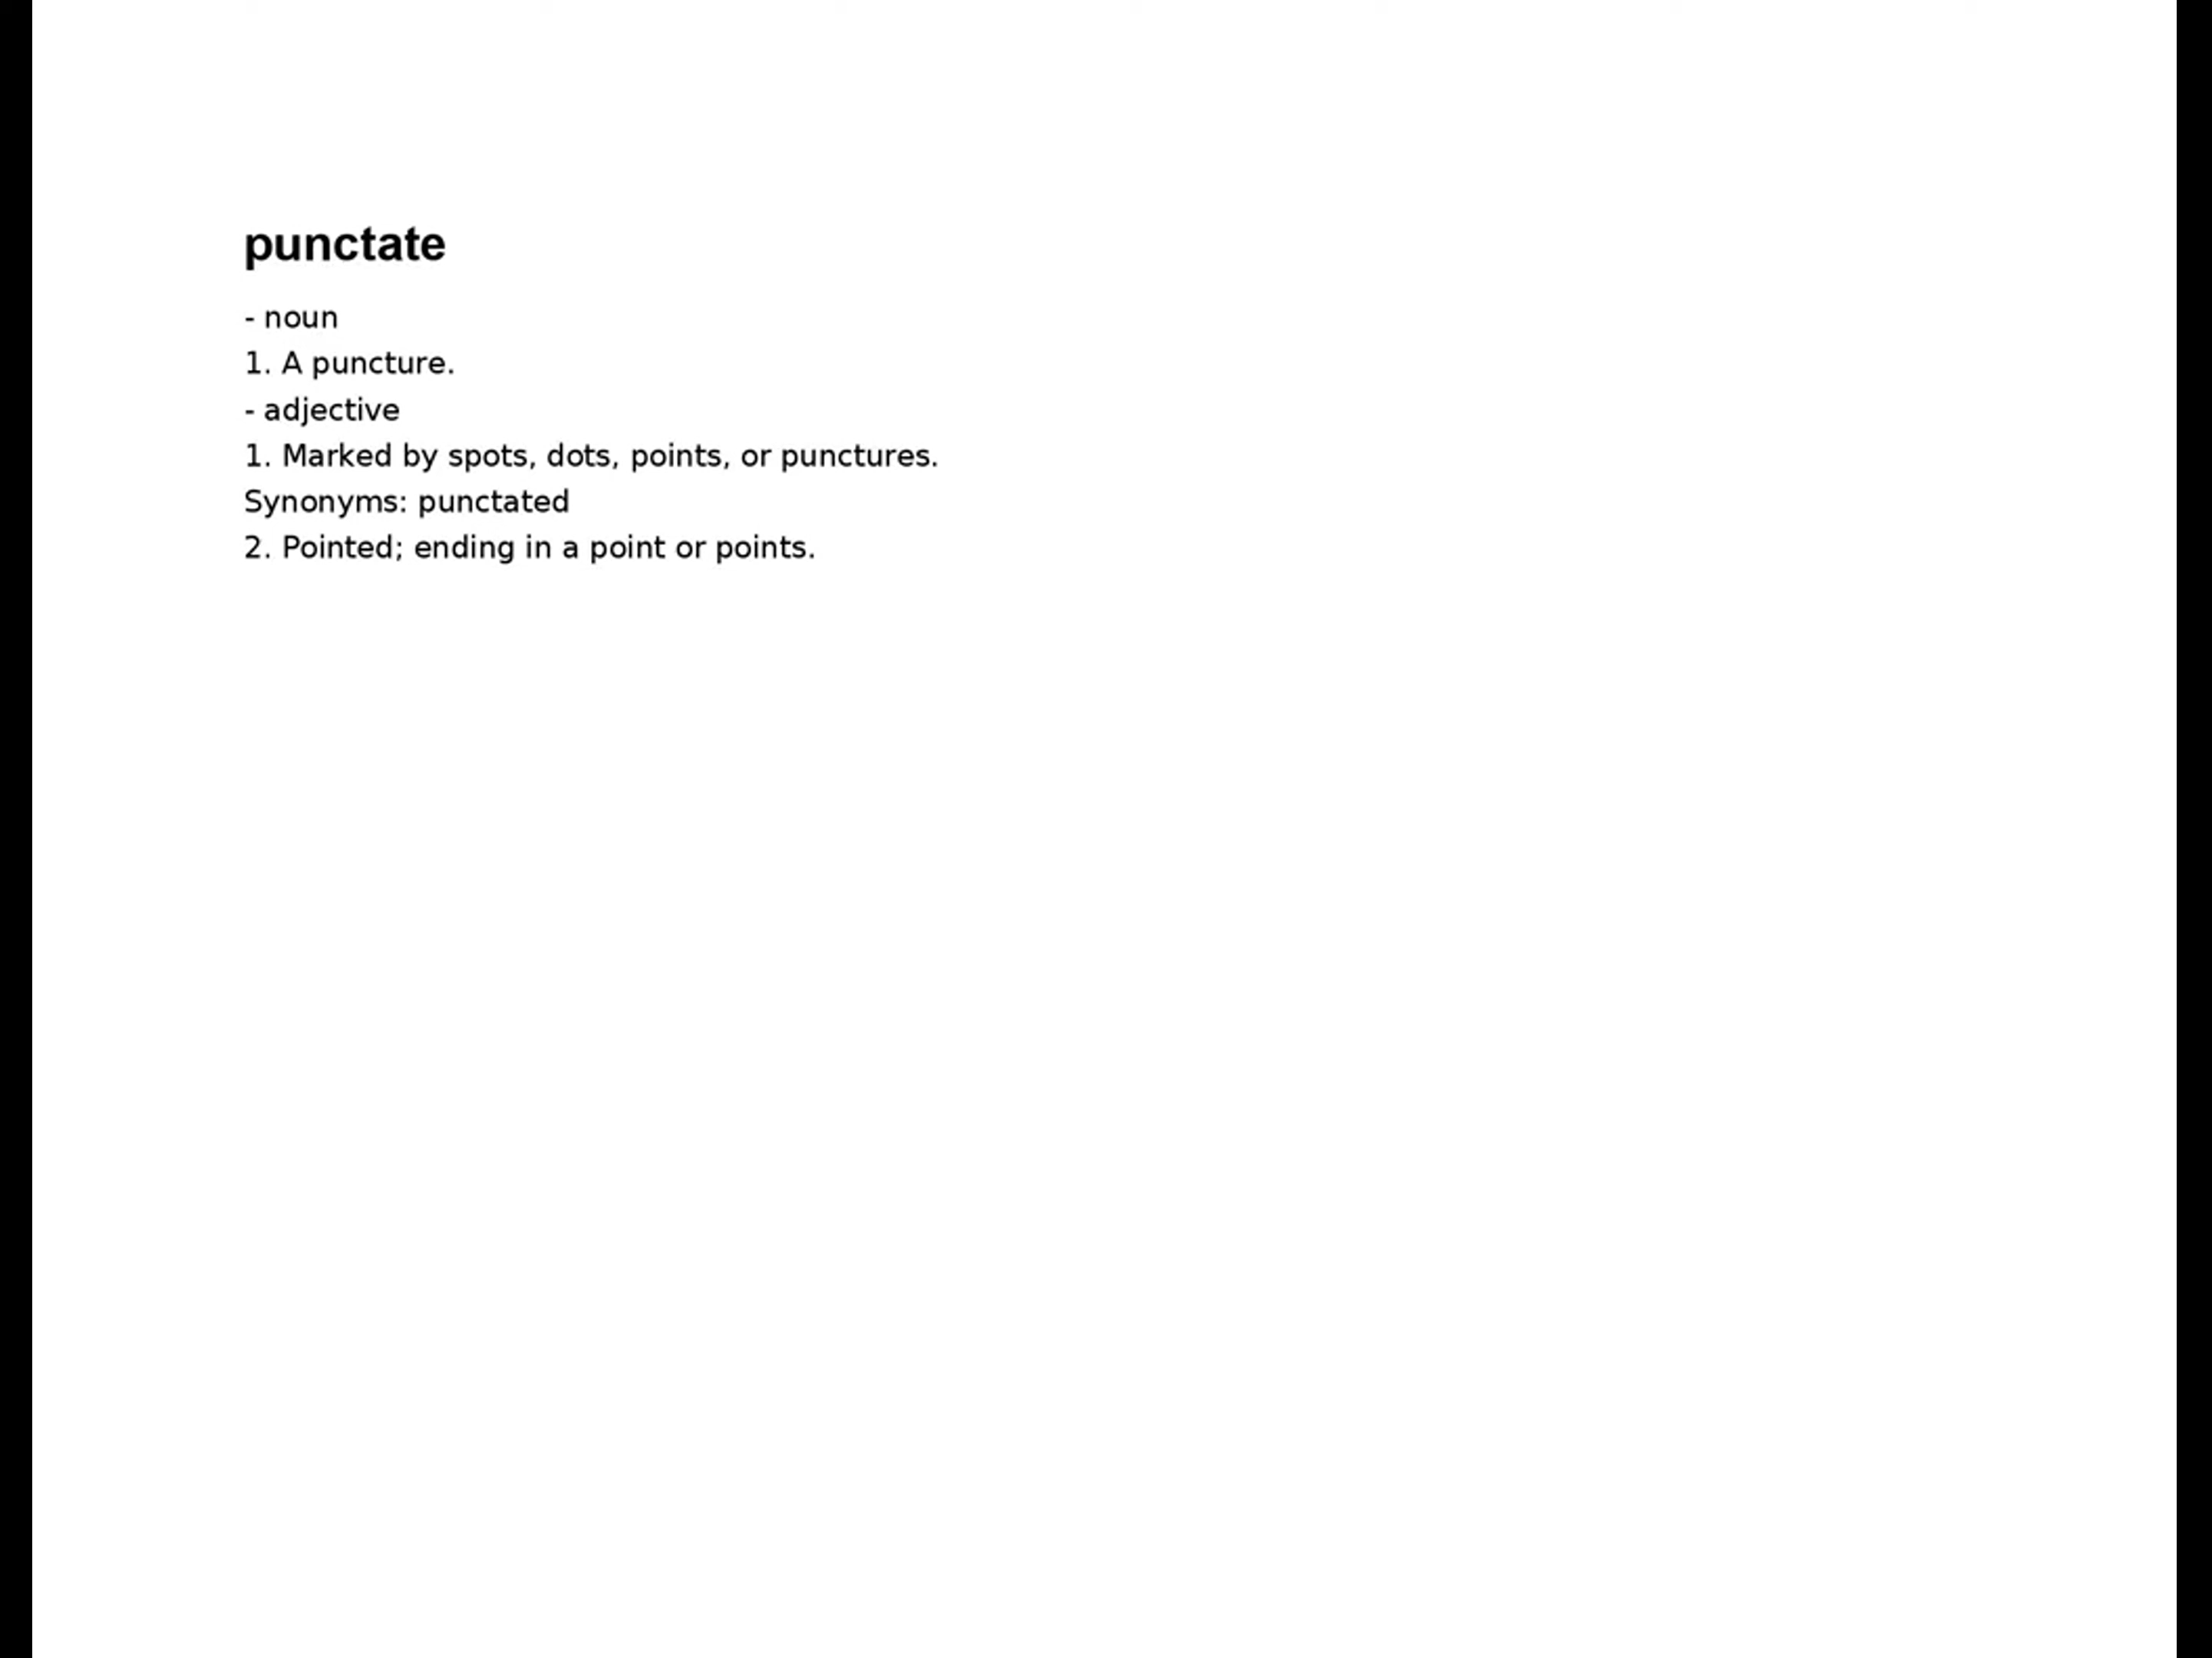 punctate
- noun
1. A puncture.
- adjective
1. Marked by spots, dots, points, or punctures.
Synonyms: punctated
2. Pointed; ending in a point or points.